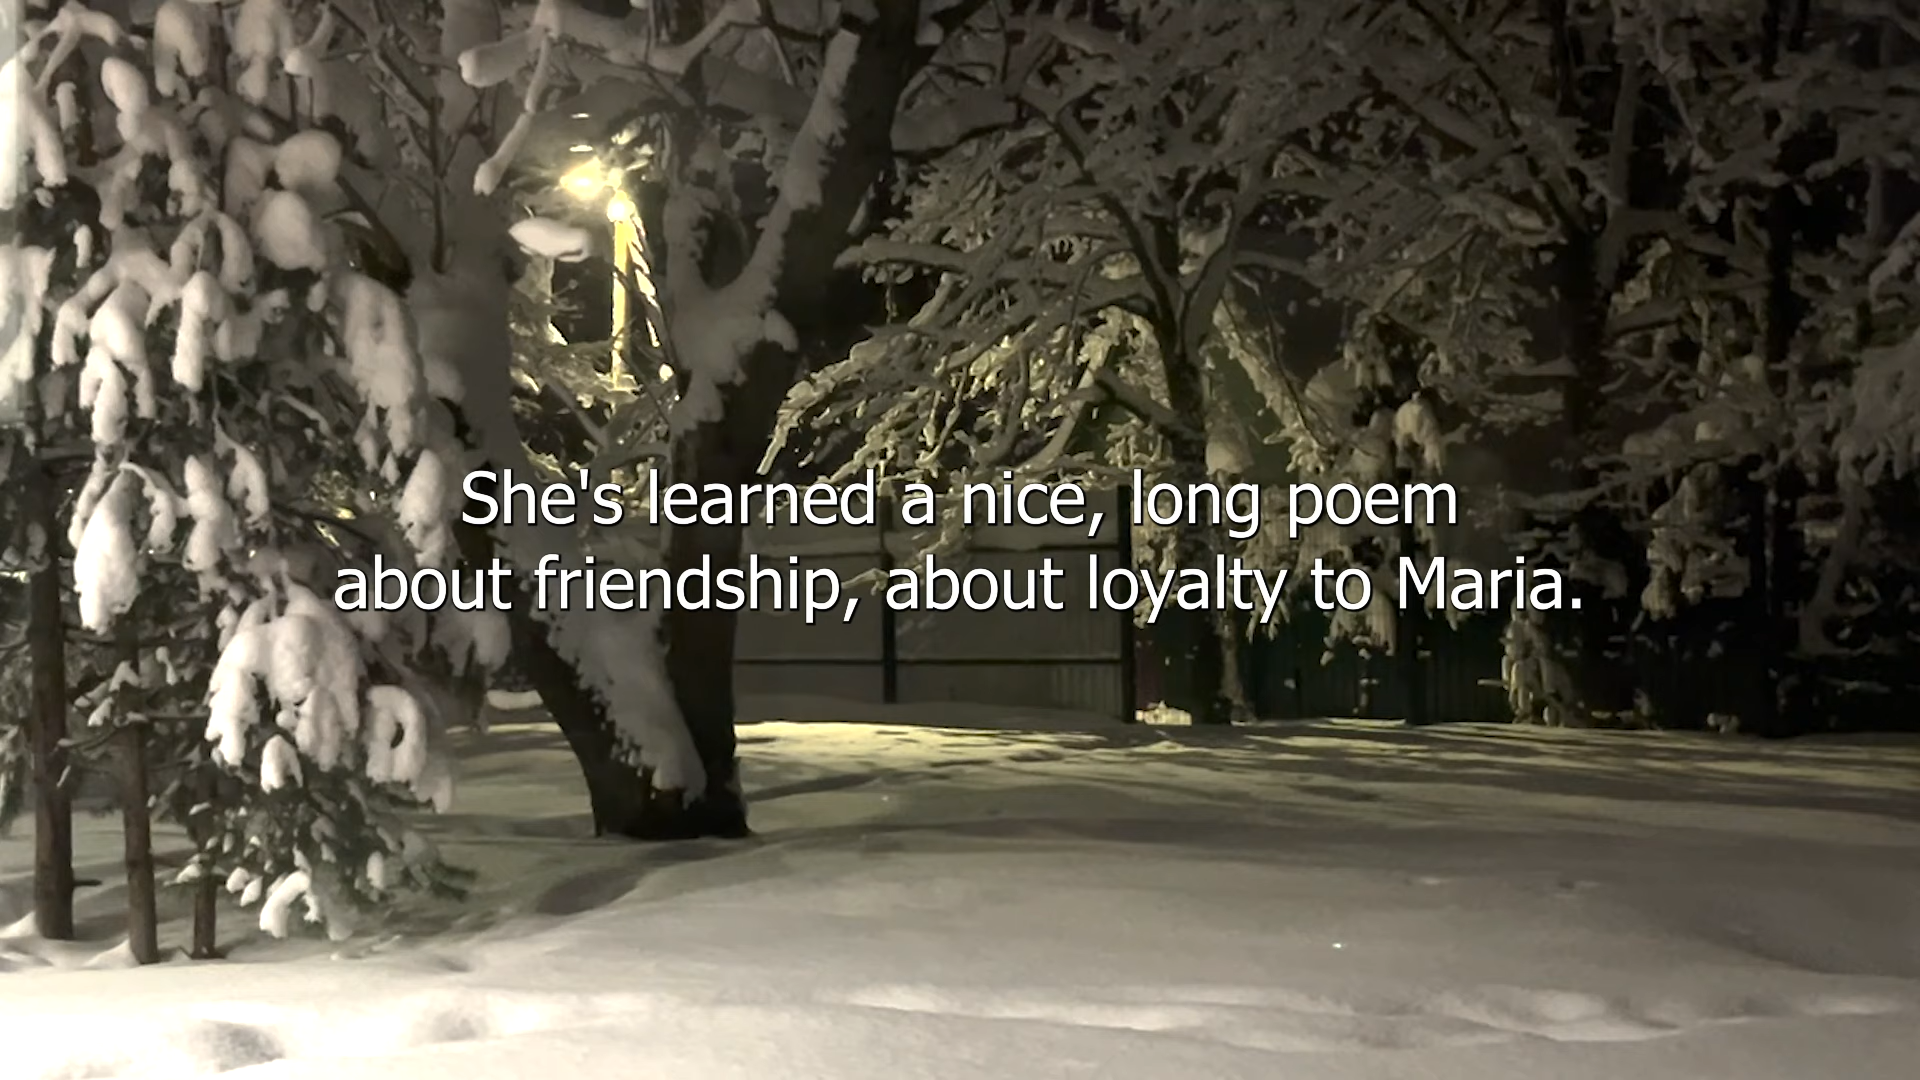 She's learned a nice, long poem
about friendship, about loyalty to Maria.